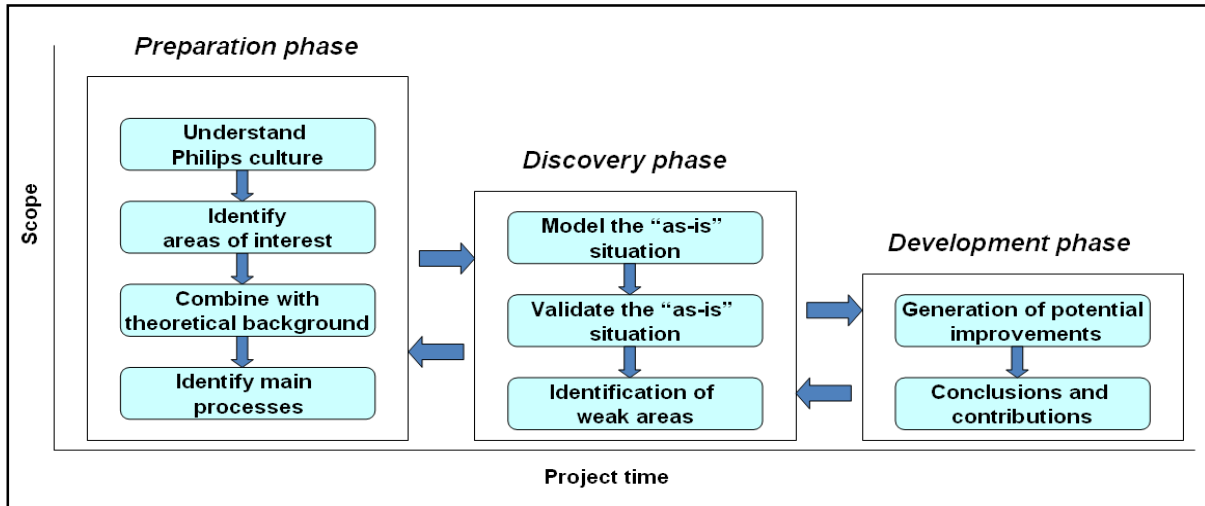 Preparation phase
Understand
Philips culture
Identify
areas of interest
Combine with
theoretical background
Identify main
processes
Discovery phase
Model the “as-is”
situation
Validate the “as-is”
situation
Identification of
weak areas
Development phase
Generation of potential
improvements
Conclusions and
contributions
Scope
Project time